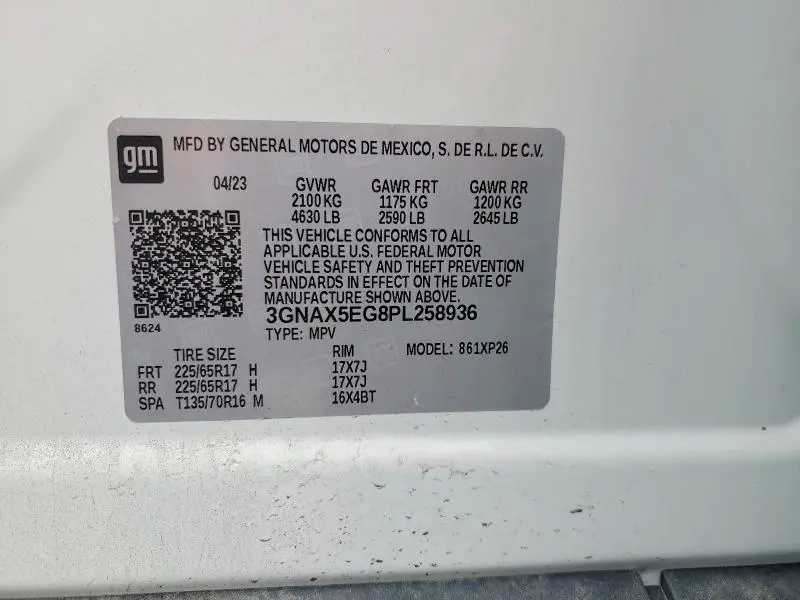 gm
MFD BY GENERAL MOTORS DE MEXICO, S. DE R.L. DE C.V.
04/23 GVWR GAWR FRT GAWR RR
2100 KG 1175 KG 1200 KG
4630 LB 2590 LB 2645 LB
THIS VEHICLE CONFORMS TO ALL
APPLICABLE U.S. FEDERAL MOTOR
VEHICLE SAFETY AND THEFT PREVENTION
STANDARDS IN EFFECT ON THE DATE OF
MANUFACTURE SHOWN ABOVE.
3GNAX5EG8PL258936
8624
TYPE: MPV
TIRE SIZE RIM MODEL: 861XP26
FRT 225/65R17 H 17X7J
RR 225/65R17 H 17X7J
SPA T135/70R16 M 16X4BT